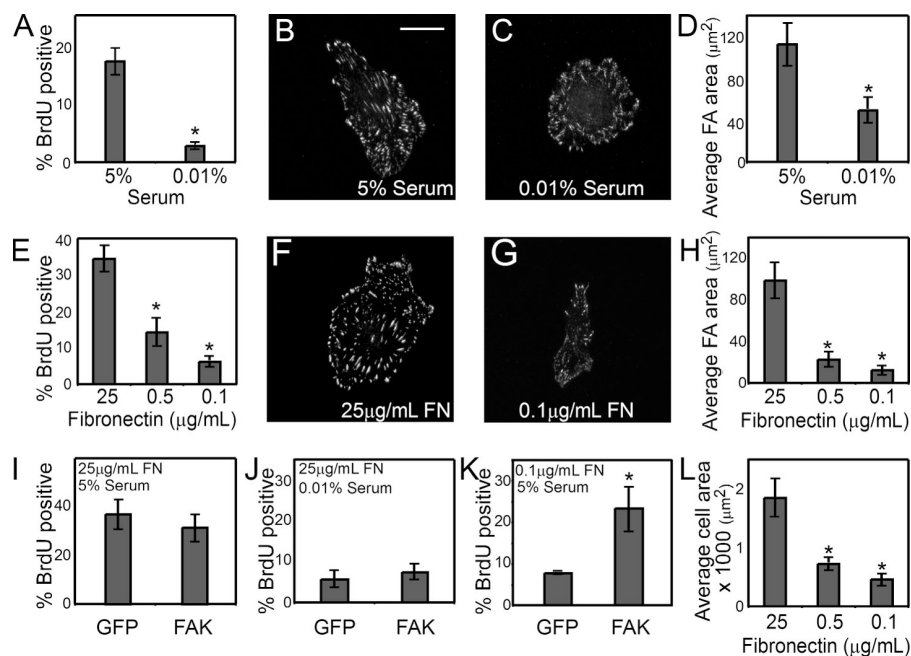 A
% BrdU positive
20
10
0
*
5%
0.01%
Serum
B
5% Serum
C
0.01% Serum
D
Average FA area (μm2)
120
80
40
0
*
5%
0.01%
Serum
E
% BrdU positive
40
30
20
10
0
*
*
25
0.5
0.1
Fibronectin (μg/mL)
F
25μg/mL FN
G
0.1μg/mL FN
H
Average FA area (μm2)
120
80
40
0
*
*
25
0.5
0.1
Fibronectin (μg/mL)
I
% BrdU positive
25μg/mL FN
5% Serum
40
20
0
GFP
FAK
J
% BrdU positive
25μg/mL FN
0.01% Serum
30
20
10
0
GFP
FAK
K
% BrdU positive
0.1μg/mL FN
5% Serum
30
20
10
0
*
GFP
FAK
L
Average cell area
x 1000 (μm2)
2
1
0
*
*
25
0.5
0.1
Fibronectin (μg/mL)